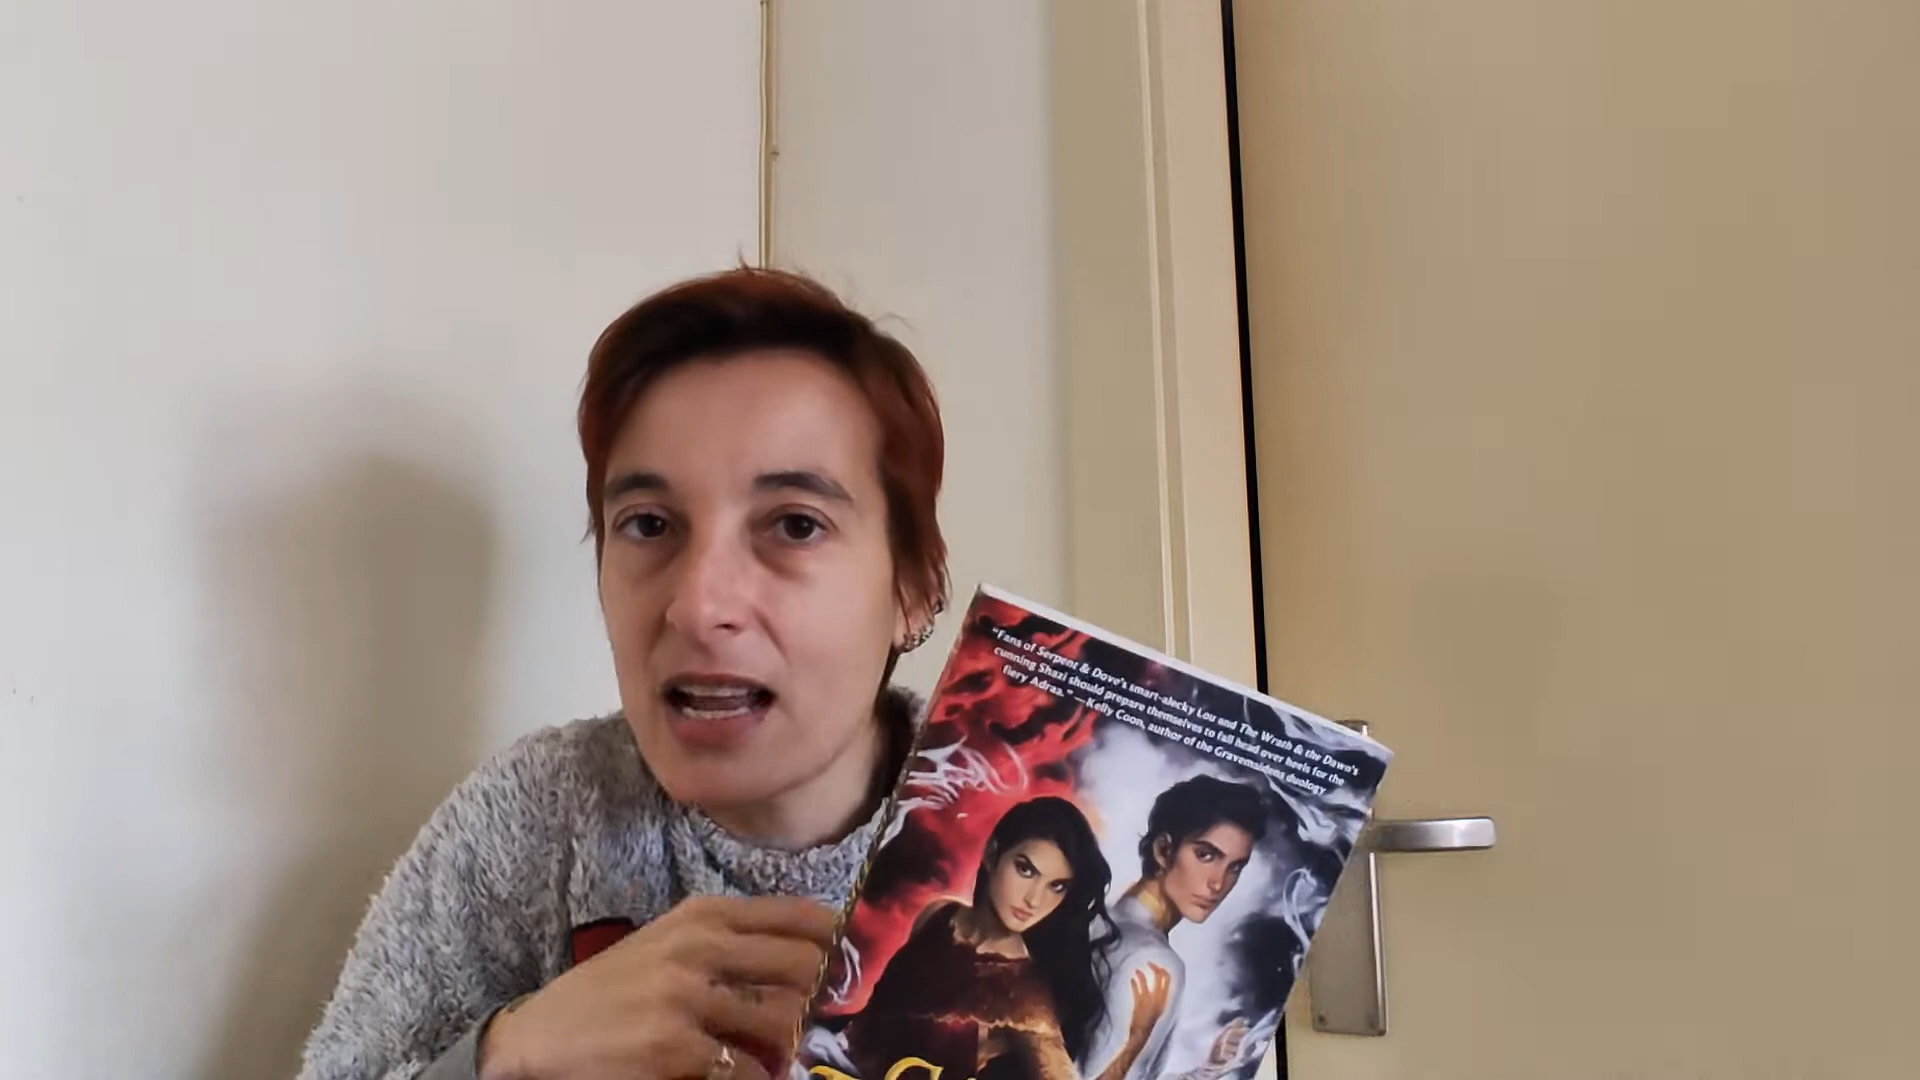 "Fans of Serpent & Dove's smart-alecky Lou and The Wrath & the Dawn's
cunning Shazi should prepare themselves to fall head over heels for the
fiery Adraa." —Kelly Coon, author of the Gravemaidens duology